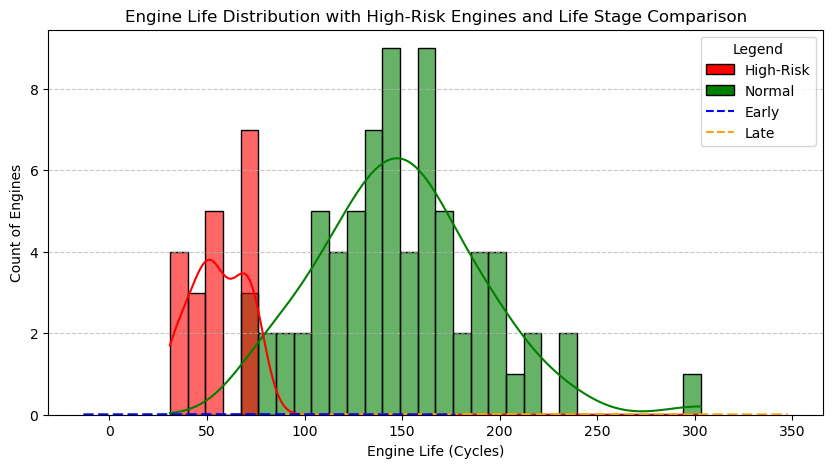 Engine Life Distribution with High-Risk Engines and Life Stage Comparison
Legend
High-Risk
Normal
Early
Late
Count of Engines
8
6
4
2
0
0 50 100 150 200 250 300 350
Engine Life (Cycles)